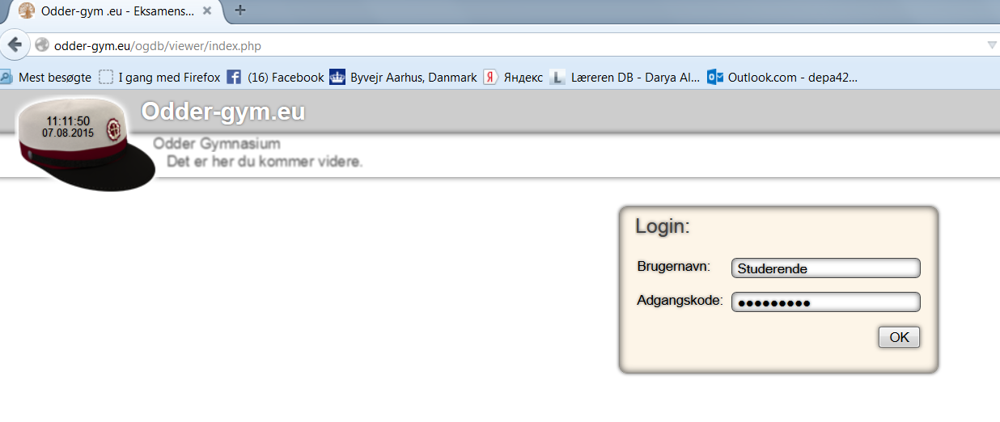 Odder-gym .eu - Eksamens...
odder-gym.eu/ogdb/viewer/index.php
Mest besøgte I gang med Firefox (16) Facebook Byvejr Aarhus, Danmark Яндекс Læreren DB - Darya Al... Outlook.com - depa42...
11:11:50
07.08.2015
Odder-gym.eu
Odder Gymnasium
Det er her du kommer videre.
Login:
Brugernavn: Studerende
Adgangskode: ●●●●●●●●●
OK